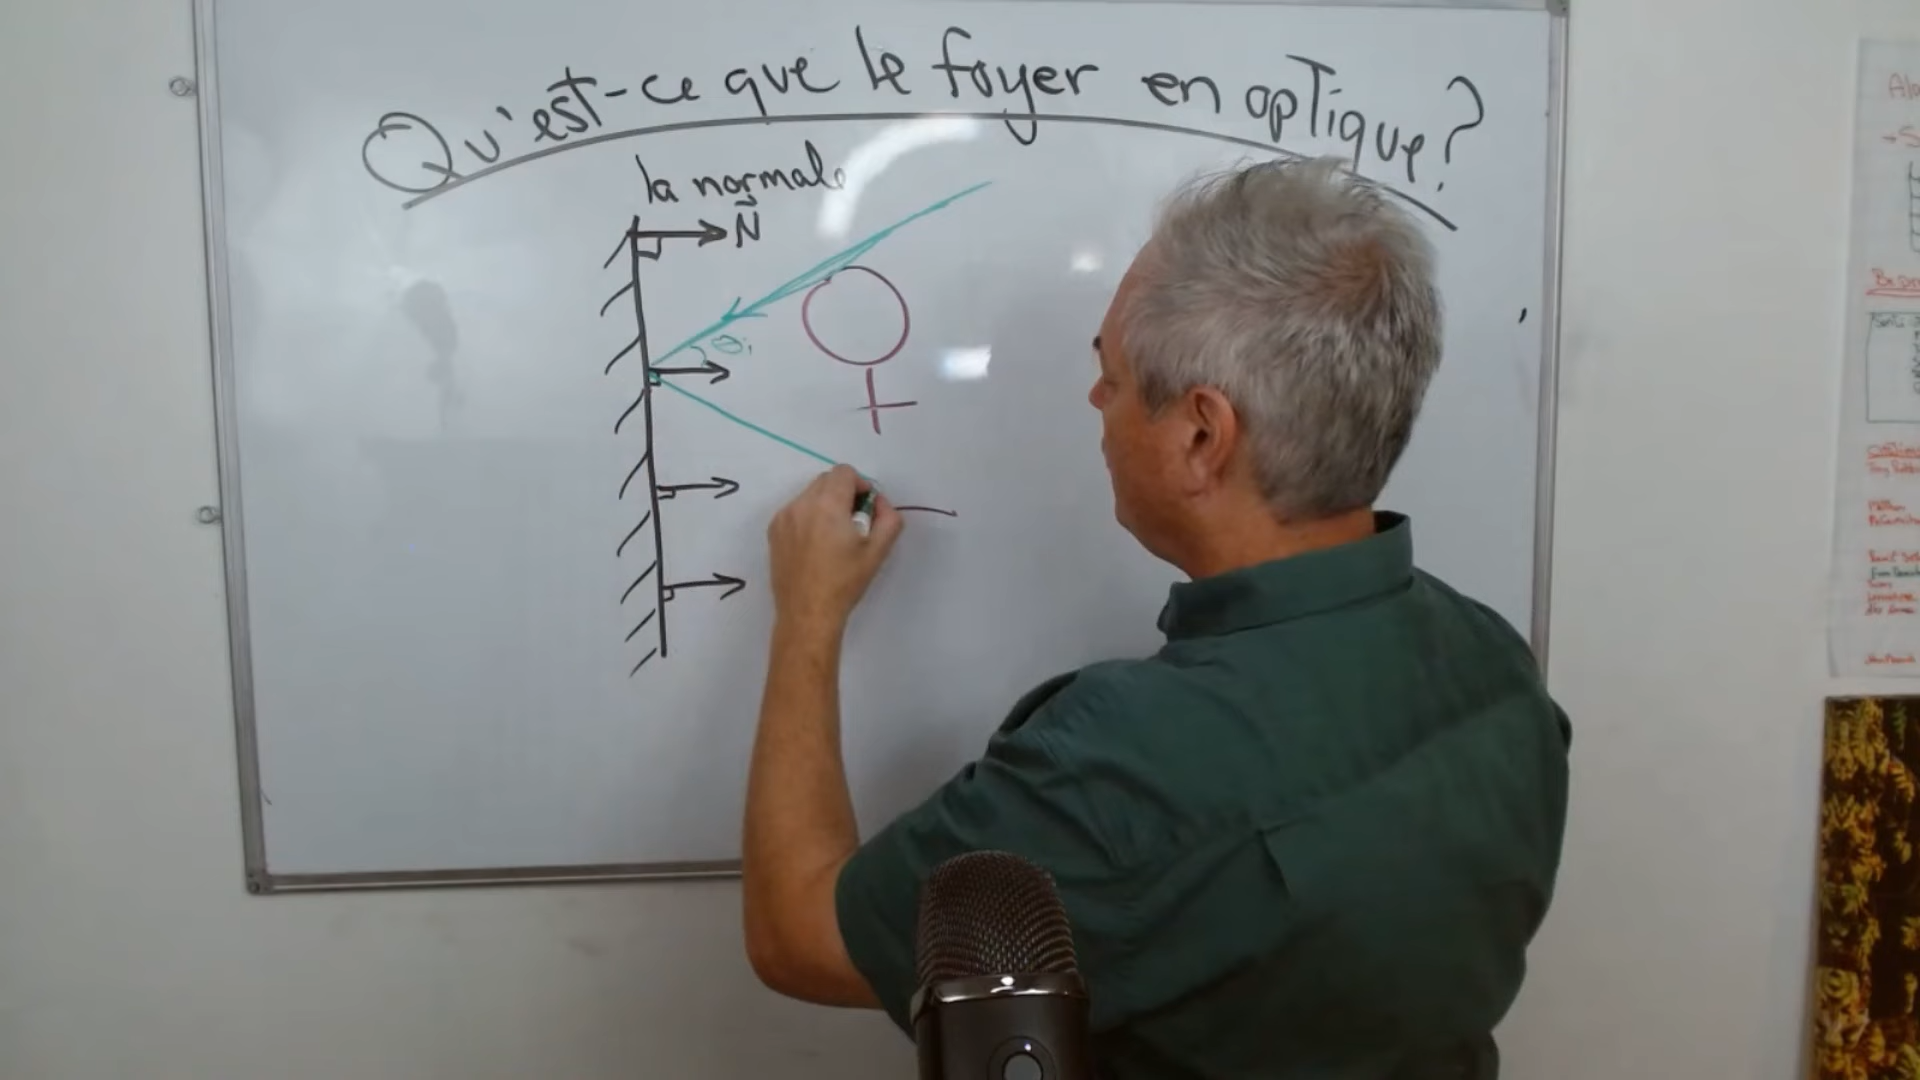 Qu'est-ce que le foyer en optique?
la normale
N
θi